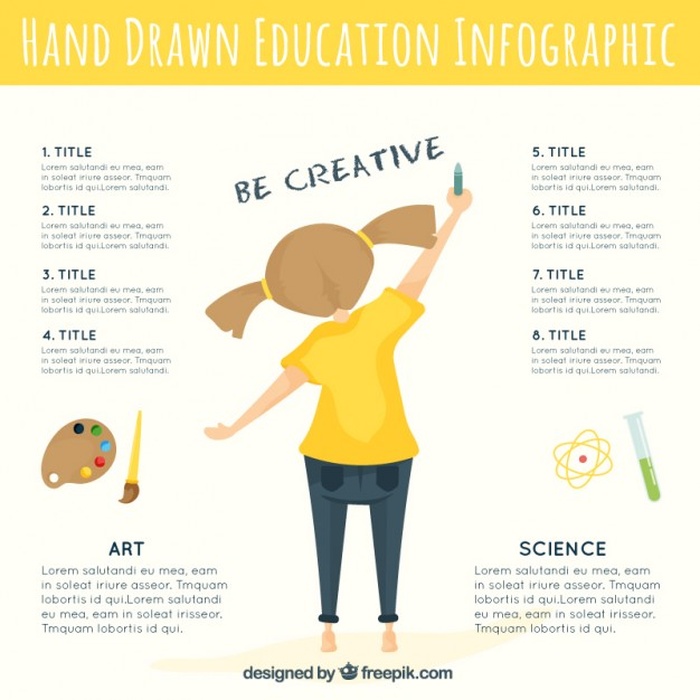 HAND DRAWN EDUCATION INFOGRAPHIC
BE CREATIVE
1. TITLE
Lorem salutandi eu mea, eam
in soleat iriure asseor. Tmquam
lobortis id qui.Lorem salutandi.
2. TITLE
Lorem salutandi eu mea, eam
in soleat iriure asseor. Tmquam
lobortis id qui.Lorem salutandi.
3. TITLE
Lorem salutandi eu mea, eam
in soleat iriure asseor. Tmquam
lobortis id qui.Lorem salutandi.
4. TITLE
Lorem salutandi eu mea, eam
in soleat iriure assedor. Tmquam
lobortis id qui.Lorem salutandi.
5. TITLE
Lorem salutandi eu mea, eam
in soleat iriure asseor. Tmquam
lobortis id qui.Lorem salutandi.
6. TITLE
Lorem salutandi eu mea, eam
in soleat iriure asseor. Tmquam
lobortis id qui.Lorem salutandi.
7. TITLE
Lorem salutandi eu mea, eam
in soleat iriure asseor. Tmquam
lobortis id qui.Lorem salutandi.
8. TITLE
Lorem salutandi eu mea, eam
in soleat iriure asseor. Tmquam
lobortis id qui.Lorem salutandi.
ART
Lorem salutandi eu mea, eam
in soleat iriure asseor. Tmquam
lobortis id qui.Lorem salutandi
eu mea, eam in soleat iriure
assentior. Tmquam lobortis
id qui.
SCIENCE
Lorem salutandi eu mea, eam
in soleat iriure asseor. Tmquam
lobortis id qui.Lorem salutandi
eu mea, eam in soleat iriure
assentior. Tmquam lobortis
id qui.
designed by freepik.com